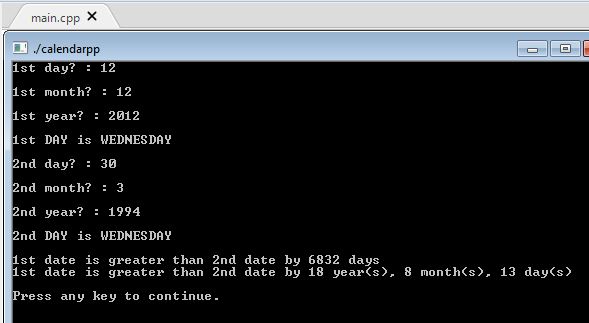 main.cpp
./calendarpp
1st day? : 12
1st month? : 12
1st year? : 2012
1st DAY is WEDNESDAY
2nd day? : 30
2nd month? : 3
2nd year? : 1994
2nd DAY is WEDNESDAY
1st date is greater than 2nd date by 6832 days
1st date is greater than 2nd date by 18 year(s), 8 month(s), 13 day(s)
Press any key to continue.